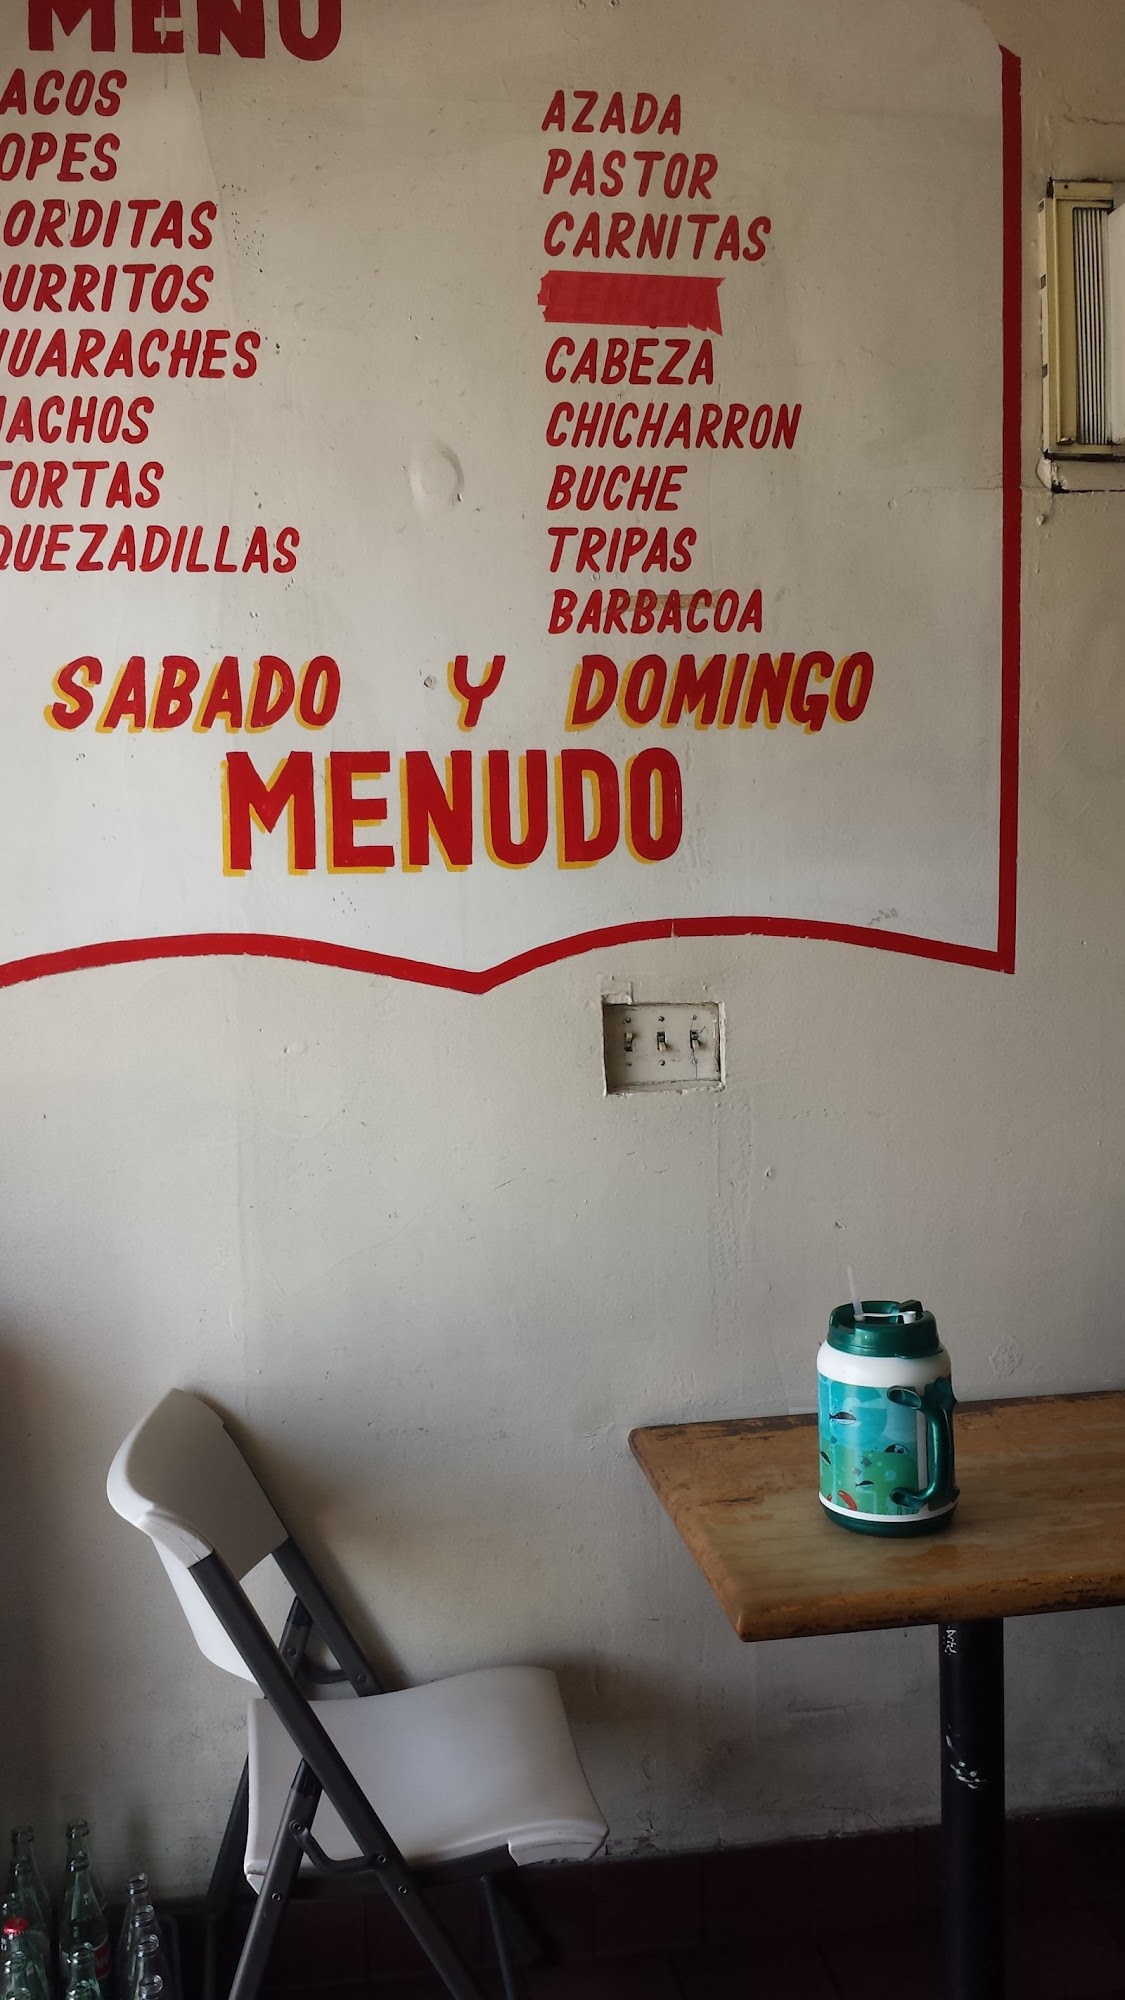 MENU
ACOS
OPES
ORDITAS
URRITOS
UARACHES
ACHOS
TORTAS
QUEZADILLAS
AZADA
PASTOR
CARNITAS
LENGUA
CABEZA
CHICHARRON
BUCHE
TRIPAS
BARBACOA
SABADO Y DOMINGO
MENUDO